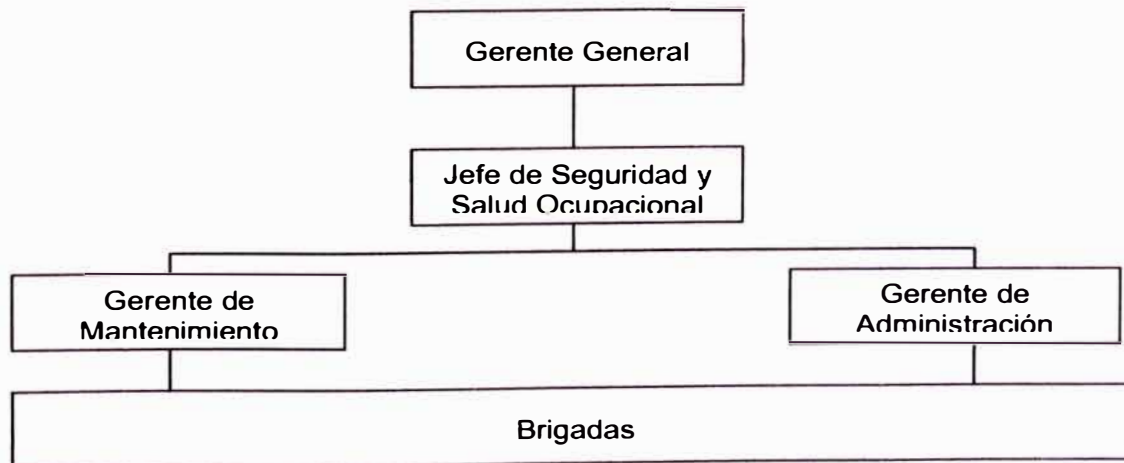 Gerente General
Jefe de Seguridad y
Salud Ocupacional
Gerente de
Mantenimiento
Gerente de
Administración
Brigadas